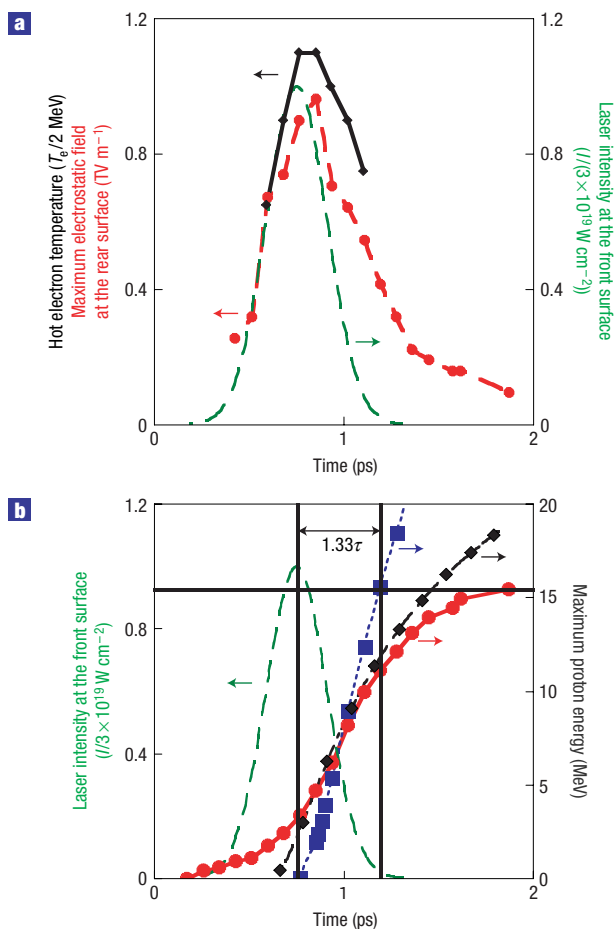 a
Hot electron temperature (Te/2 MeV)
Maximum electrostatic field
at the rear surface (TV m−1)
1.2
0.8
0.4
0
1.2
0.8
0.4
0
Laser intensity at the front surface
(I/(3 × 10¹⁹ W cm−2))
0
1
2
Time (ps)
b
Laser intensity at the front surface
(I/3 × 10¹⁹ W cm−2)
1.2
0.8
0.4
0
1.33τ
20
15
10
5
0
Maximum proton energy
(MeV)
0
1
2
Time (ps)